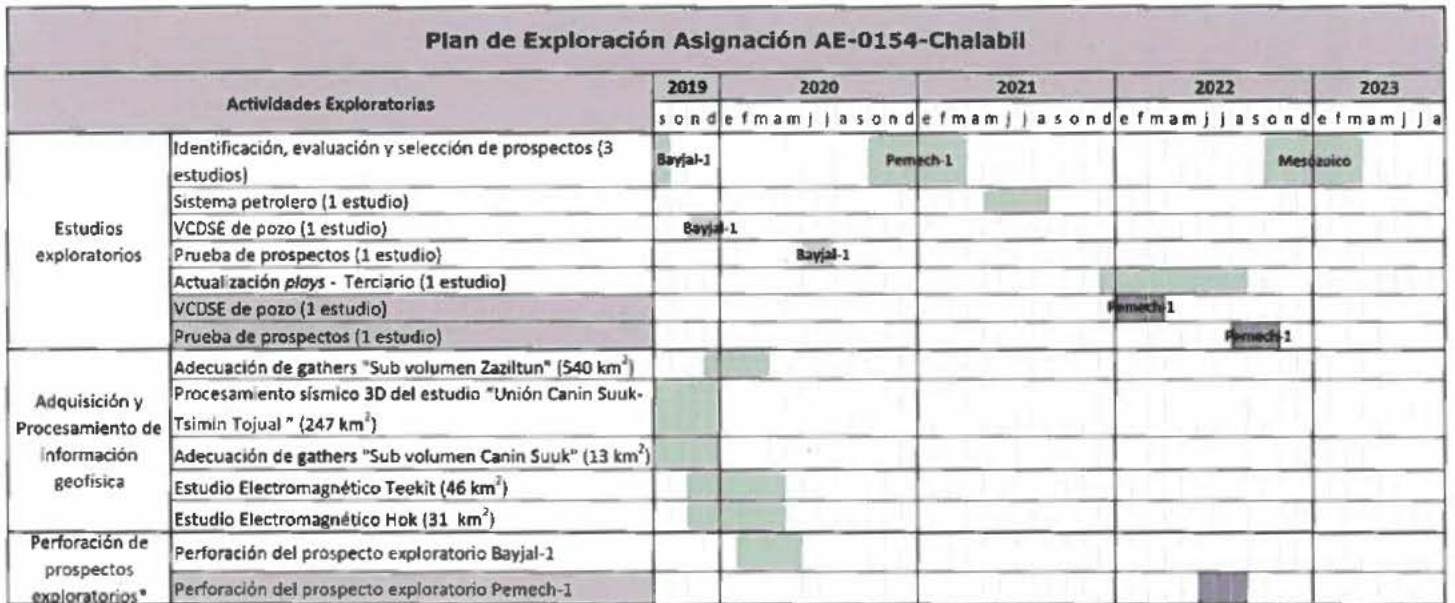 Plan de Exploración Asignación AE-0154-Chalabil
Actividades Exploratorias
2019 2020 2021 2022 2023
s o n d e f m a m j j a s o n d e f m a m j j a s o n d e f m a m j j a s o n d e f m a m j j a
Estudios
exploratorios
Identificación, evaluación y selección de prospectos (3
estudios)
Bayjal-1 Pemech-1 Mesozoico
Sistema petrolero (1 estudio)
VCDSE de pozo (1 estudio) Bayjal-1
Prueba de prospectos (1 estudio) Bayjal-1
Actualización plays - Terciario (1 estudio)
VCDSE de pozo (1 estudio) Pemech-1
Prueba de prospectos (1 estudio) Pemech-1
Adquisición y
Procesamiento de
información
geofísica
Adecuación de gathers "Sub volumen Zaziltun" (540 km²)
Procesamiento sísmico 3D del estudio "Unión Canin Suuk-
Tsimin Tojual " (247 km²)
Adecuación de gathers "Sub volumen Canin Suuk" (13 km²)
Estudio Electromagnético Teekit (46 km²)
Estudio Electromagnético Hok (31 km²)
Perforación de
prospectos
exploratorios*
Perforación del prospecto exploratorio Bayjal-1
Perforación del prospecto exploratorio Pemech-1